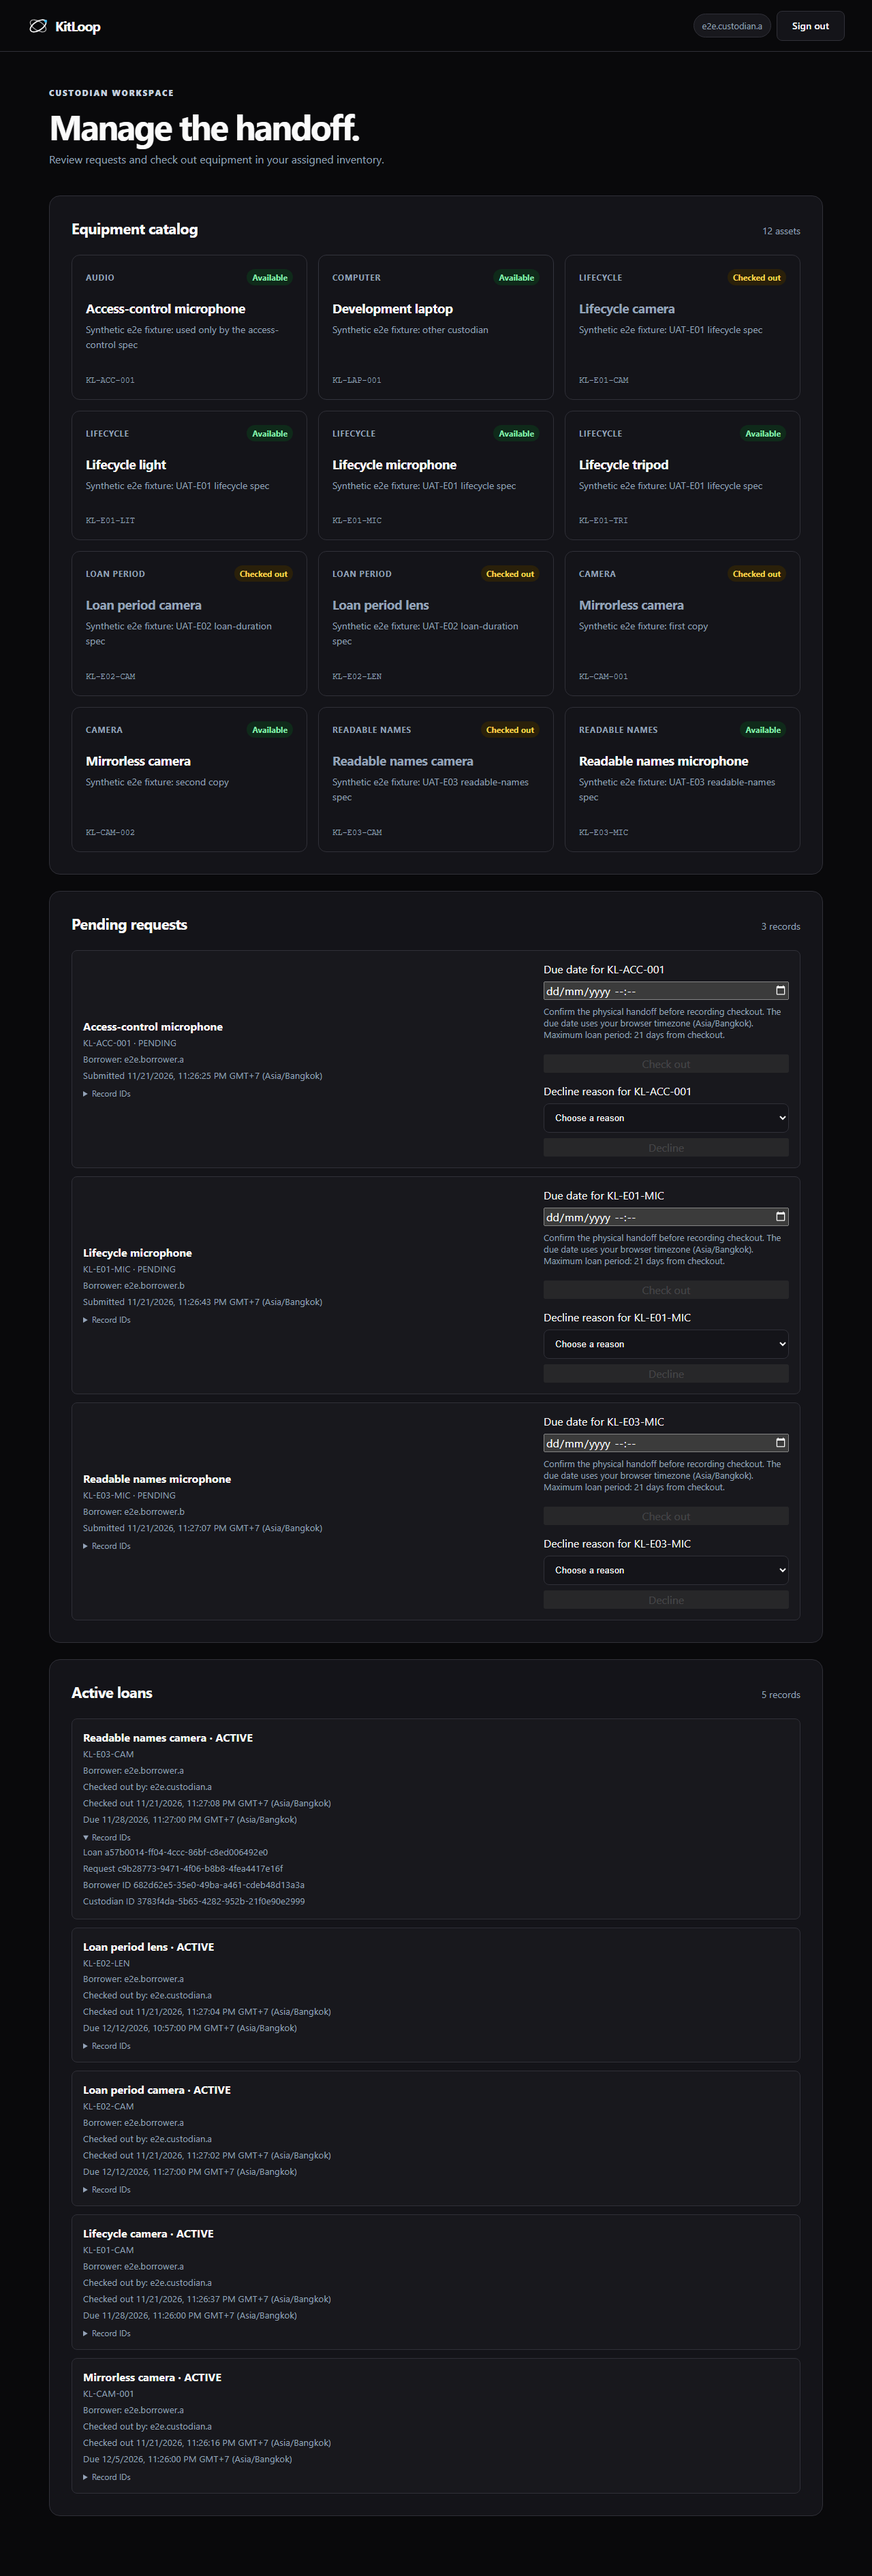 KitLoop
e2e.custodian.a
Sign out
CUSTODIAN WORKSPACE
Manage the handoff.
Review requests and check out equipment in your assigned inventory.
Equipment catalog
12 assets
AUDIO
Available
Access-control microphone
Synthetic e2e fixture: used only by the access-
control spec
KL-ACC-001
COMPUTER
Available
Development laptop
Synthetic e2e fixture: other custodian
KL-LAP-001
LIFECYCLE
Checked out
Lifecycle camera
Synthetic e2e fixture: UAT-E01 lifecycle spec
KL-E01-CAM
LIFECYCLE
Available
Lifecycle light
Synthetic e2e fixture: UAT-E01 lifecycle spec
KL-E01-LIT
LIFECYCLE
Available
Lifecycle microphone
Synthetic e2e fixture: UAT-E01 lifecycle spec
KL-E01-MIC
LIFECYCLE
Available
Lifecycle tripod
Synthetic e2e fixture: UAT-E01 lifecycle spec
KL-E01-TRI
LOAN PERIOD
Checked out
Loan period camera
Synthetic e2e fixture: UAT-E02 loan-duration
spec
KL-E02-CAM
LOAN PERIOD
Checked out
Loan period lens
Synthetic e2e fixture: UAT-E02 loan-duration
spec
KL-E02-LEN
CAMERA
Checked out
Mirrorless camera
Synthetic e2e fixture: first copy
KL-CAM-001
CAMERA
Available
Mirrorless camera
Synthetic e2e fixture: second copy
KL-CAM-002
READABLE NAMES
Checked out
Readable names camera
Synthetic e2e fixture: UAT-E03 readable-names
spec
KL-E03-CAM
READABLE NAMES
Available
Readable names microphone
Synthetic e2e fixture: UAT-E03 readable-names
spec
KL-E03-MIC
Pending requests
3 records
Access-control microphone
KL-ACC-001 · PENDING
Borrower: e2e.borrower.a
Submitted 11/21/2026, 11:26:25 PM GMT+7 (Asia/Bangkok)
Record IDs
Due date for KL-ACC-001
dd/mm/yyyy --:--
Confirm the physical handoff before recording checkout. The
due date uses your browser timezone (Asia/Bangkok).
Maximum loan period: 21 days from checkout.
Check out
Decline reason for KL-ACC-001
Choose a reason
Decline
Lifecycle microphone
KL-E01-MIC · PENDING
Borrower: e2e.borrower.b
Submitted 11/21/2026, 11:26:43 PM GMT+7 (Asia/Bangkok)
Record IDs
Due date for KL-E01-MIC
dd/mm/yyyy --:--
Confirm the physical handoff before recording checkout. The
due date uses your browser timezone (Asia/Bangkok).
Maximum loan period: 21 days from checkout.
Check out
Decline reason for KL-E01-MIC
Choose a reason
Decline
Readable names microphone
KL-E03-MIC · PENDING
Borrower: e2e.borrower.b
Submitted 11/21/2026, 11:27:07 PM GMT+7 (Asia/Bangkok)
Record IDs
Due date for KL-E03-MIC
dd/mm/yyyy --:--
Confirm the physical handoff before recording checkout. The
due date uses your browser timezone (Asia/Bangkok).
Maximum loan period: 21 days from checkout.
Check out
Decline reason for KL-E03-MIC
Choose a reason
Decline
Active loans
5 records
Readable names camera · ACTIVE
KL-E03-CAM
Borrower: e2e.borrower.a
Checked out by: e2e.custodian.a
Checked out 11/21/2026, 11:27:08 PM GMT+7 (Asia/Bangkok)
Due 11/28/2026, 11:27:00 PM GMT+7 (Asia/Bangkok)
Record IDs
Loan a57b0014-ff04-4ccc-86bf-c8ed006492e0
Request c9b28773-9471-4f06-b8b8-4fea4417e16f
Borrower ID 682d62e5-35e0-49ba-a461-cdeb48d13a3a
Custodian ID 3783f4da-5b65-4282-952b-21f0e90e2999
Loan period lens · ACTIVE
KL-E02-LEN
Borrower: e2e.borrower.a
Checked out by: e2e.custodian.a
Checked out 11/21/2026, 11:27:04 PM GMT+7 (Asia/Bangkok)
Due 12/12/2026, 10:57:00 PM GMT+7 (Asia/Bangkok)
Record IDs
Loan period camera · ACTIVE
KL-E02-CAM
Borrower: e2e.borrower.a
Checked out by: e2e.custodian.a
Checked out 11/21/2026, 11:27:02 PM GMT+7 (Asia/Bangkok)
Due 12/12/2026, 11:27:00 PM GMT+7 (Asia/Bangkok)
Record IDs
Lifecycle camera · ACTIVE
KL-E01-CAM
Borrower: e2e.borrower.a
Checked out by: e2e.custodian.a
Checked out 11/21/2026, 11:26:37 PM GMT+7 (Asia/Bangkok)
Due 11/28/2026, 11:26:00 PM GMT+7 (Asia/Bangkok)
Record IDs
Mirrorless camera · ACTIVE
KL-CAM-001
Borrower: e2e.borrower.a
Checked out by: e2e.custodian.a
Checked out 11/21/2026, 11:26:16 PM GMT+7 (Asia/Bangkok)
Due 12/5/2026, 11:26:00 PM GMT+7 (Asia/Bangkok)
Record IDs